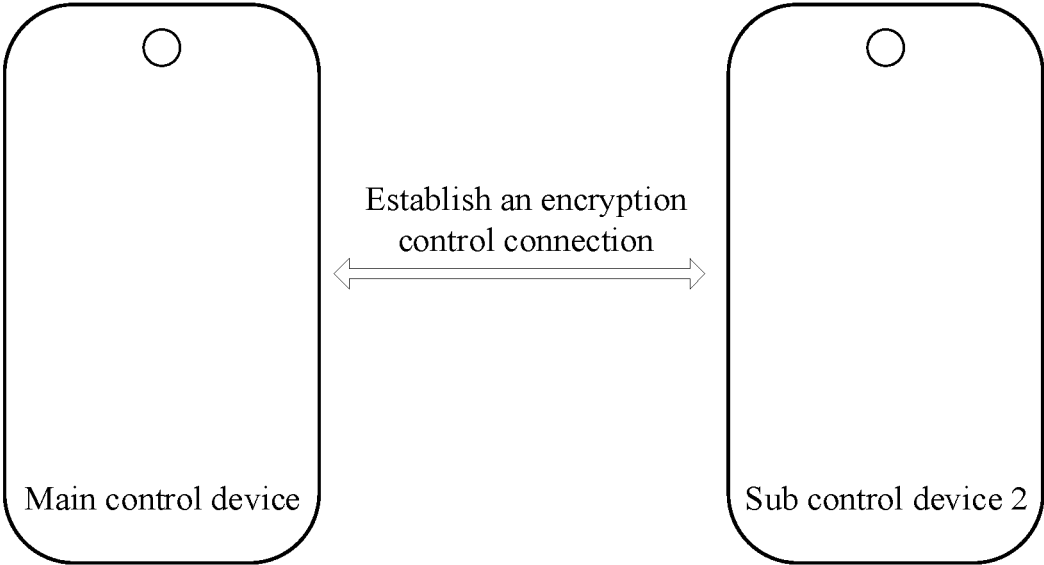 Establish an encryption
control connection
Main control device
Sub control device 2